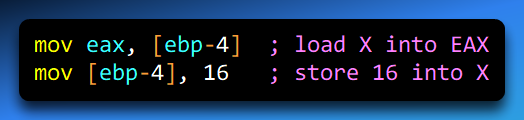 mov eax, [ebp-4]  ; load X into EAX
mov [ebp-4], 16   ; store 16 into X